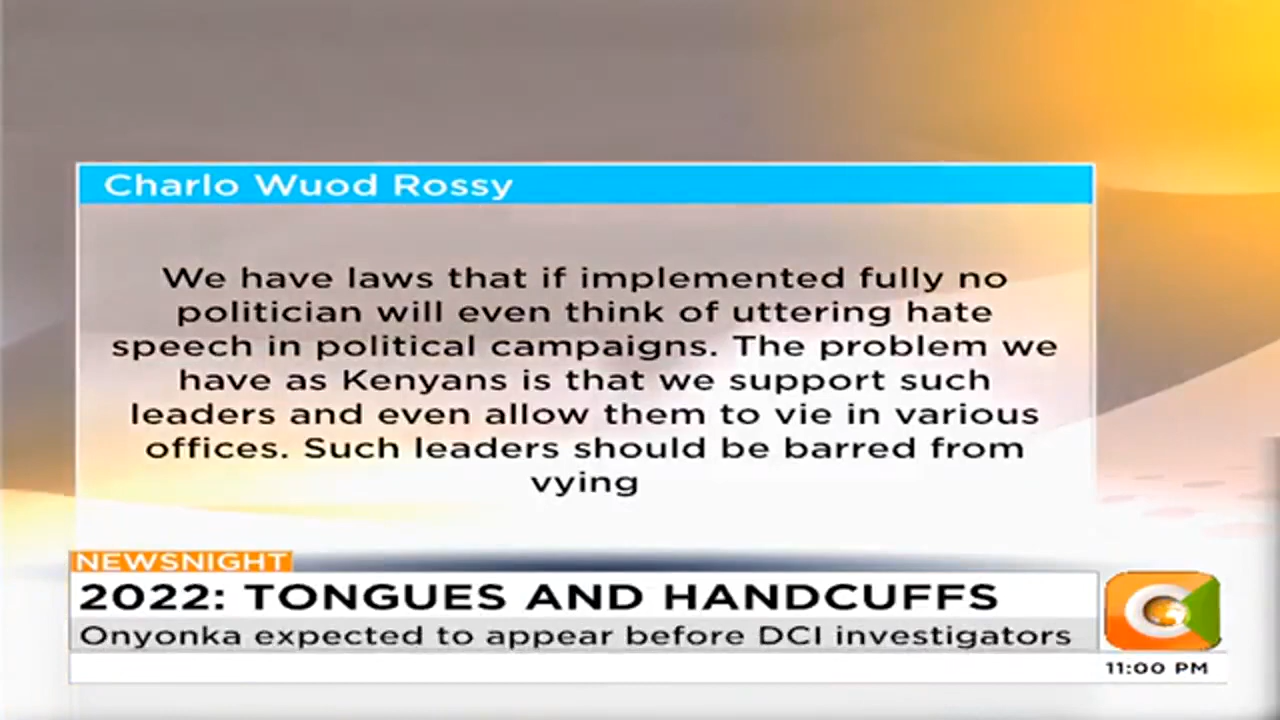 Charlo Wuod Rossy
We have laws that if implemented fully no
politician will even think of uttering hate
speech in political campaigns. The problem we
have as Kenyans is that we support such
leaders and even allow them to vie in various
offices. Such leaders should be barred from
vying
NEWSNIGHT
2022: TONGUES AND HANDCUFFS
Onyonka expected to appear before DCI investigators
11:00 PM